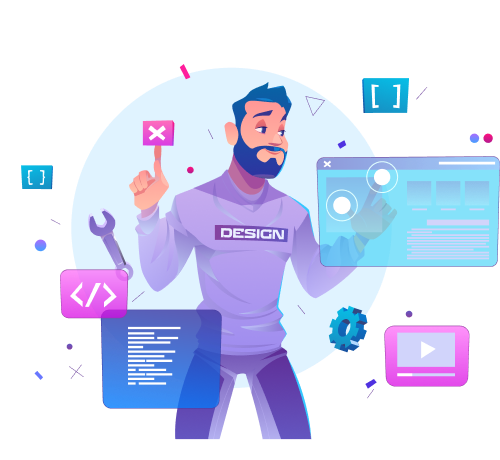 [ ]
{ }
DESIGN
</>